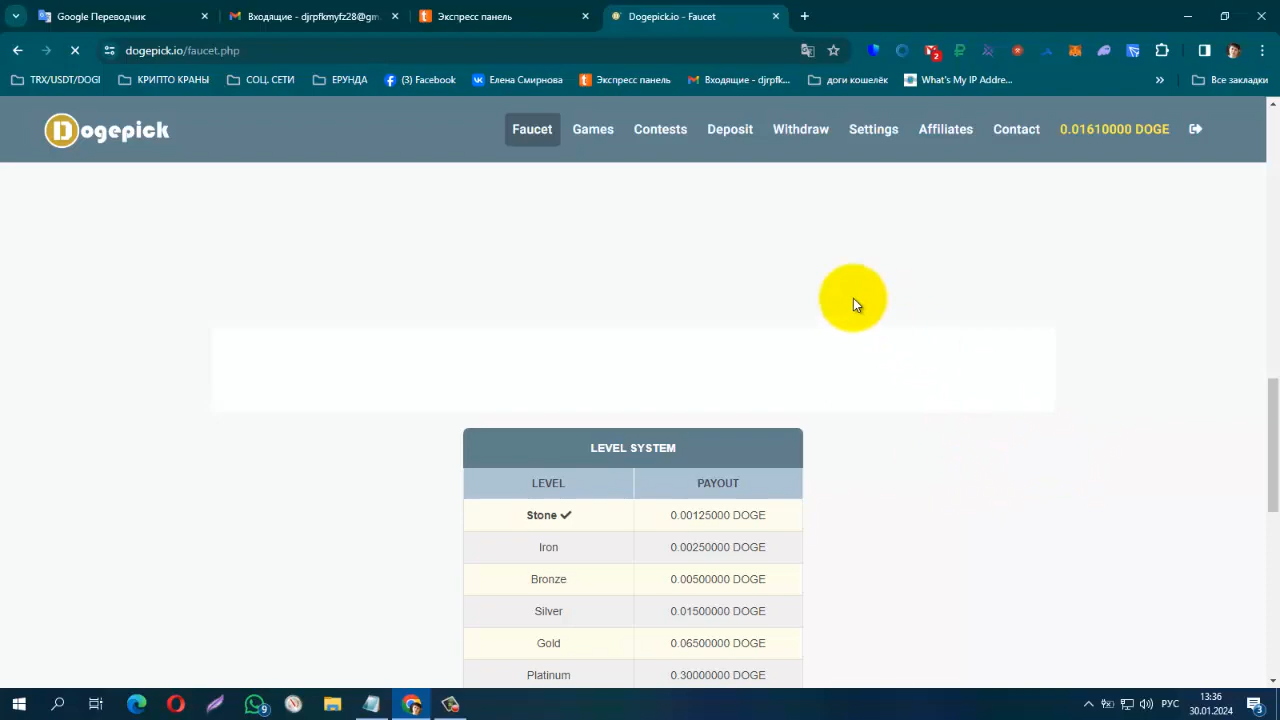 Google Переводчик
Входящие - djrpfkmyfz28@gm
Экспресс панель
Dogepick.io - Faucet
dogepick.io/faucet.php
2
TRX/USDT/DOGI
КРИПТО КРАНЫ
СОЦ. СЕТИ
ЕРУНДА
(3) Facebook
Елена Смирнова
Экспресс панель
Входящие - djrpfk...
доги кошелёк
What's My IP Addre...
Все закладки
Dogepick
Faucet
Games
Contests
Deposit
Withdraw
Settings
Affiliates
Contact
0.01610000 DOGE
LEVEL SYSTEM
LEVEL PAYOUT
Stone 0.00125000 DOGE
Iron 0.00250000 DOGE
Bronze 0.00500000 DOGE
Silver 0.01500000 DOGE
Gold 0.06500000 DOGE
Platinum 0.30000000 DOGE
9
РУС
13:36
30.01.2024
3